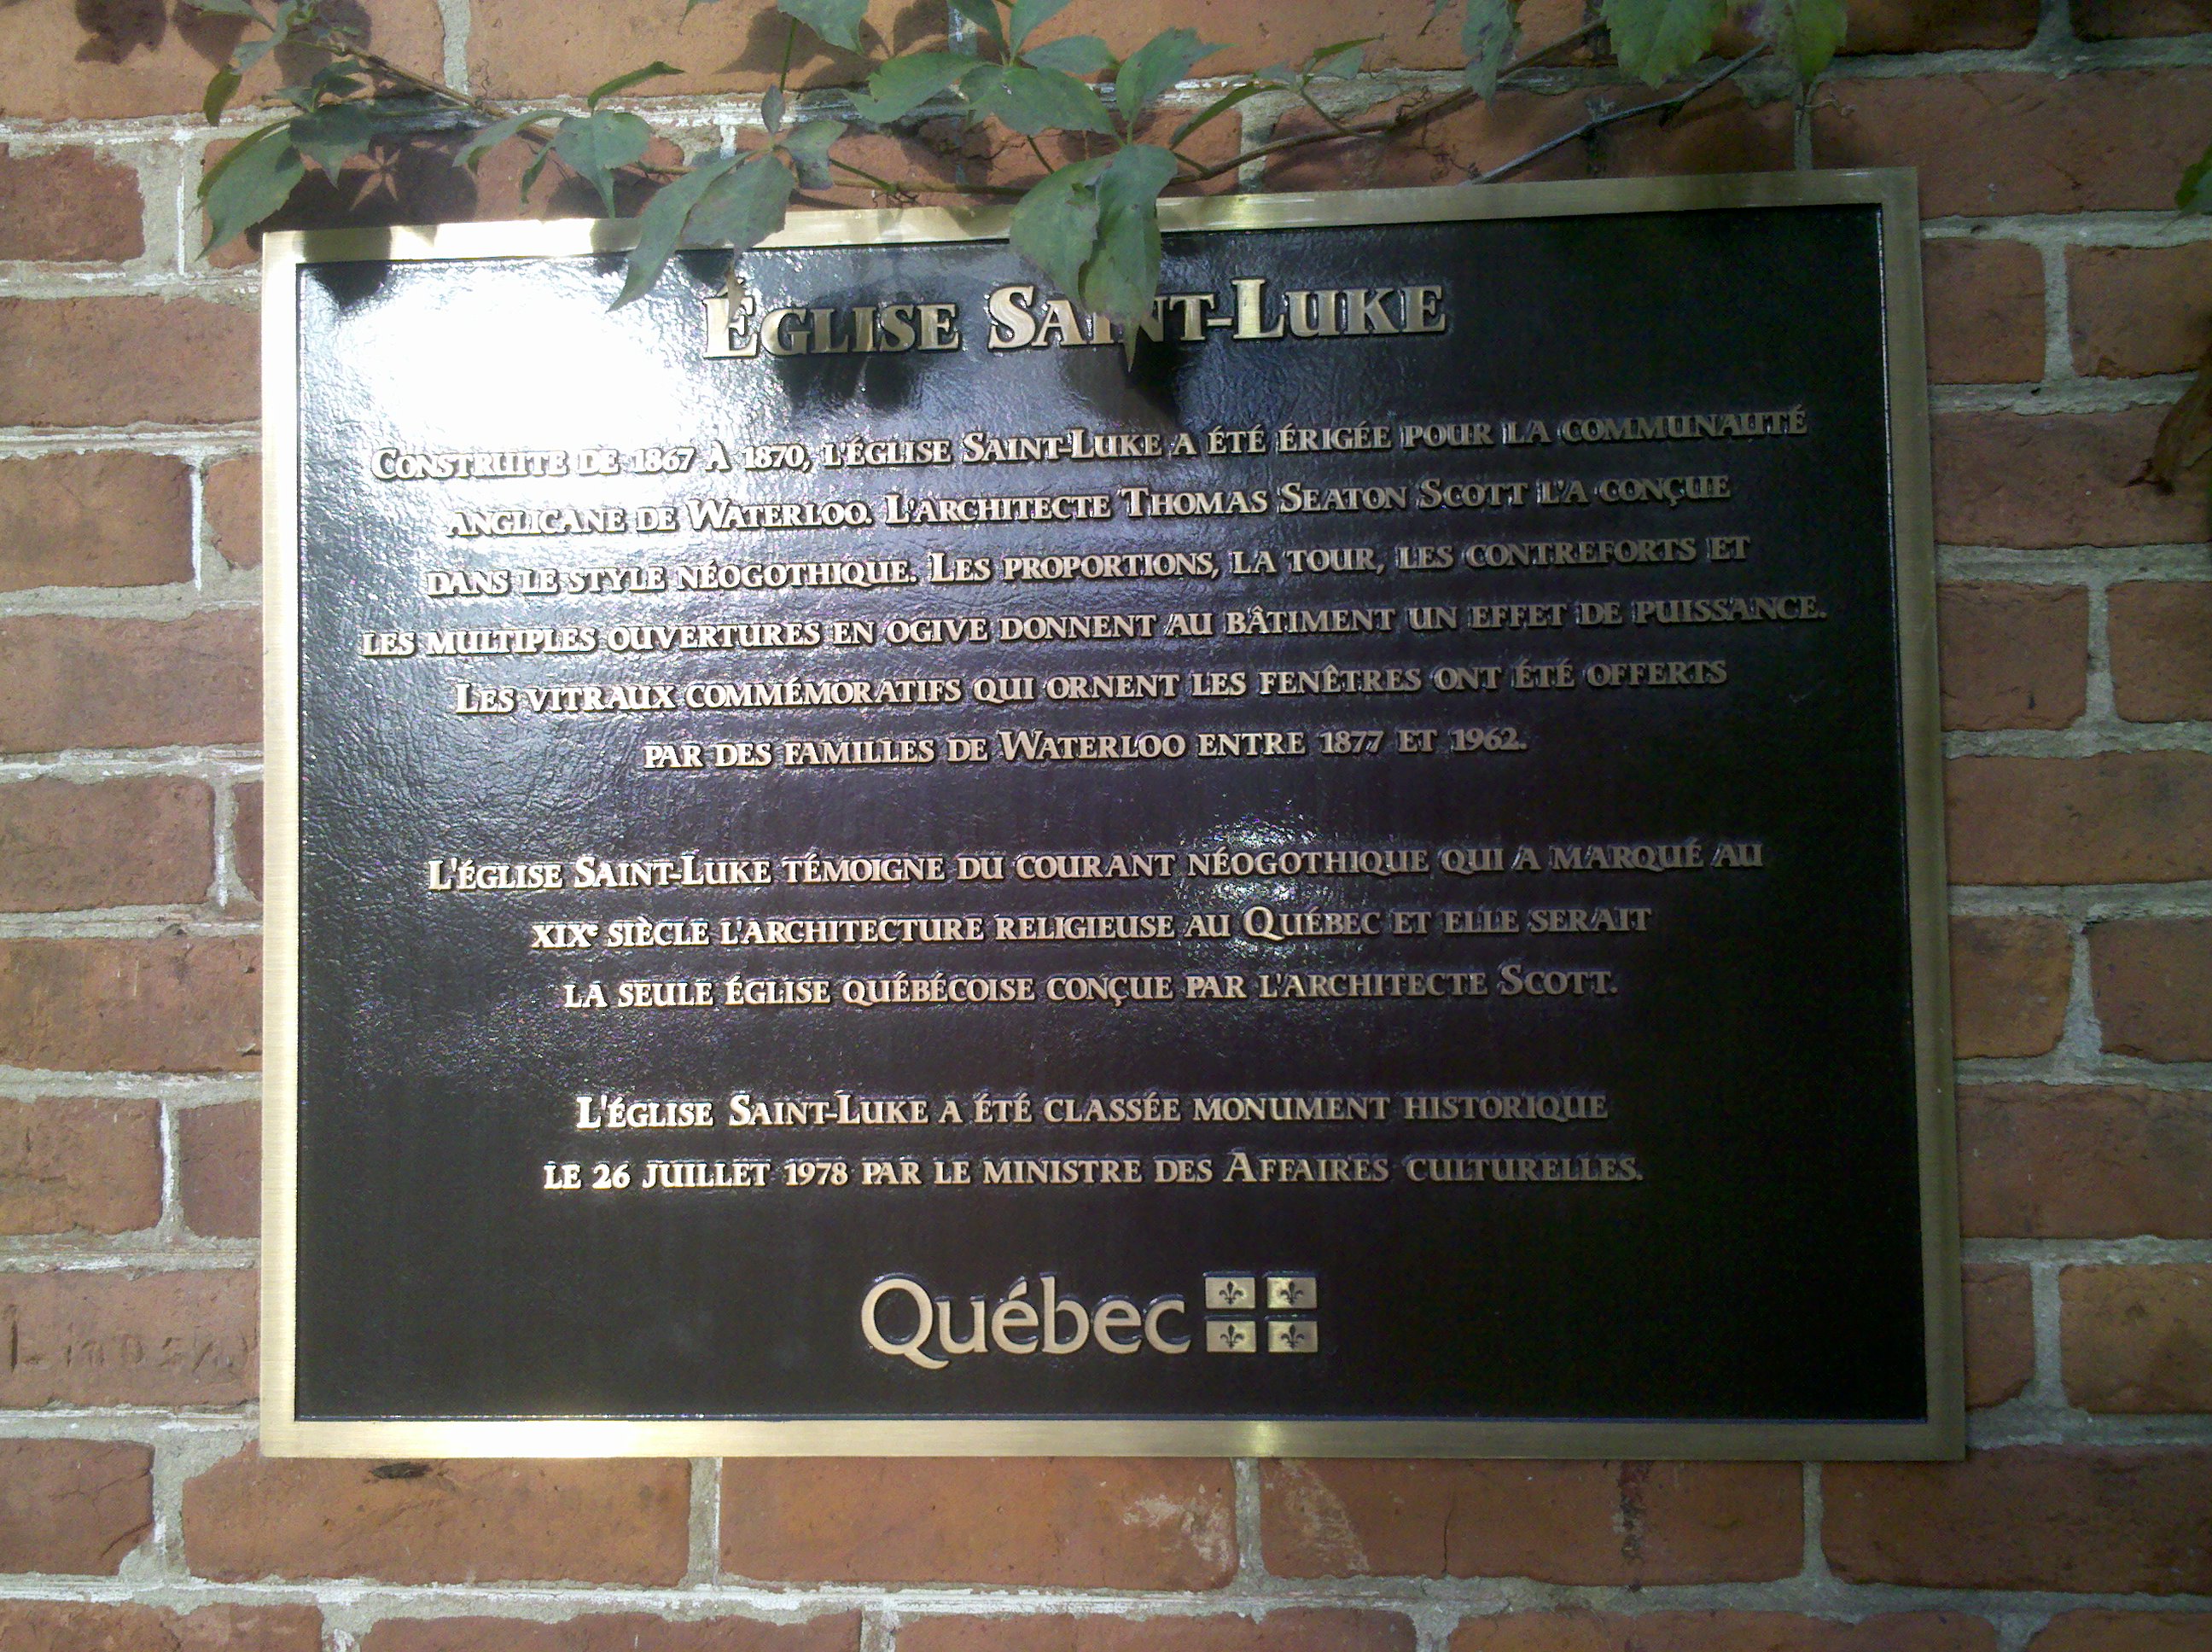 Église Saint-Luke
Construite de 1867 à 1870, l'église Saint-Luke a été érigée pour la communauté
anglicane de Waterloo. L'architecte Thomas Seaton Scott l'a conçue
dans le style néogothique. Les proportions, la tour, les contreforts et
les multiples ouvertures en ogive donnent au bâtiment un effet de puissance.
Les vitraux commémoratifs qui ornent les fenêtres ont été offerts
par des familles de Waterloo entre 1877 et 1962.
L'église Saint-Luke témoigne du courant néogothique qui a marqué au
XIXe siècle l'architecture religieuse au Québec et elle serait
la seule église québécoise conçue par l'architecte Scott.
L'église Saint-Luke a été classée monument historique
le 26 juillet 1978 par le ministre des Affaires culturelles.
Québec